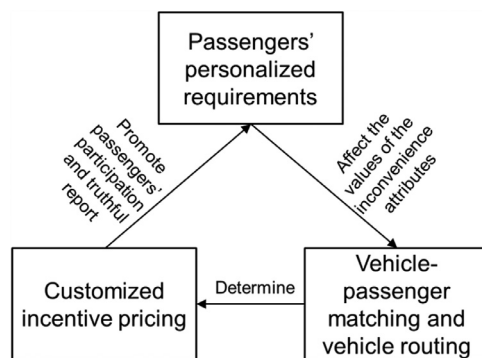 Passengers'
personalized
requirements
Promote
passengers'
participation
and truthful
report
Affect the
values of the
inconvenience
attributes
Customized
incentive pricing
Determine
Vehicle-
passenger
matching and
vehicle routing